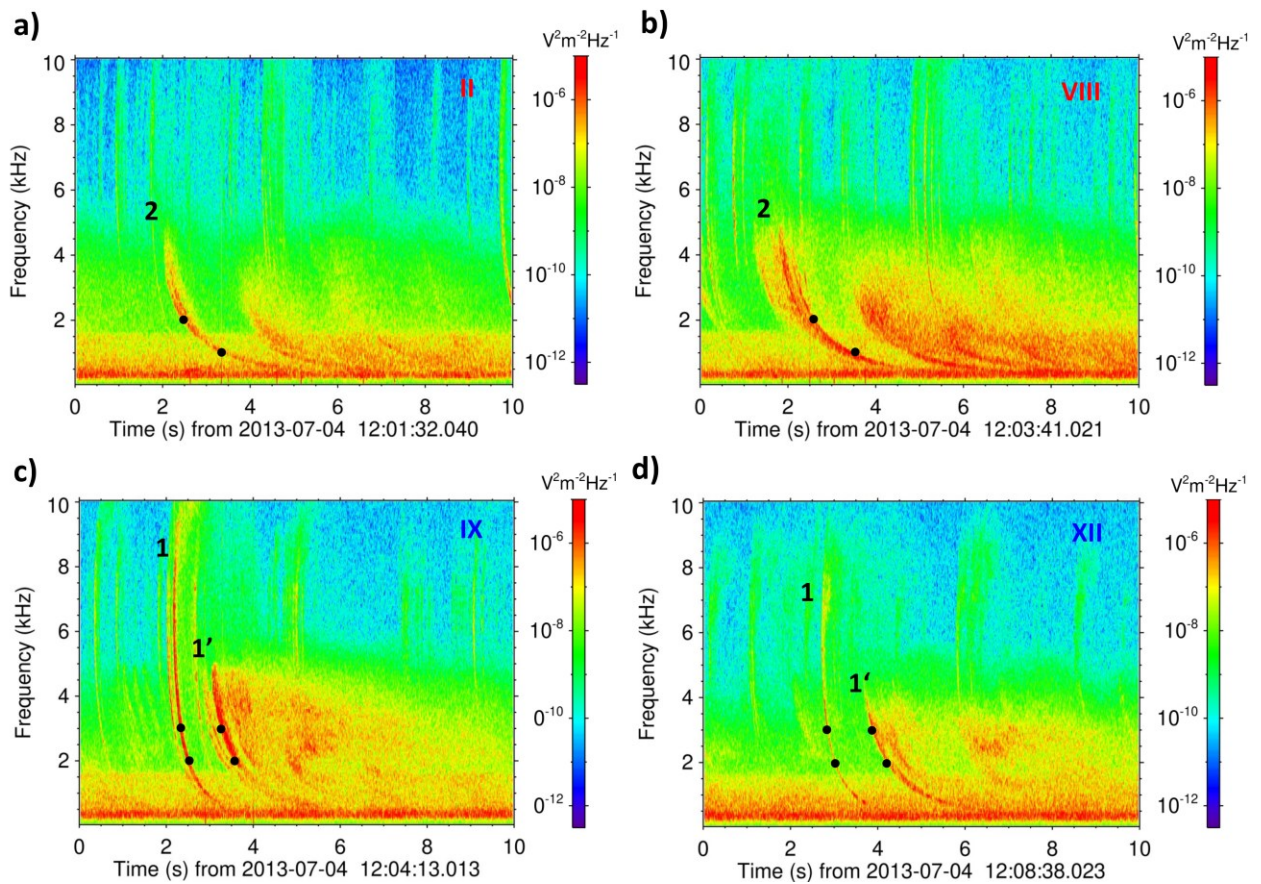 a)
V²m⁻²Hz⁻¹
II
2
Frequency (kHz)
10
8
6
4
2
10⁻⁶
10⁻⁸
10⁻¹⁰
10⁻¹²
0 2 4 6 8 10
Time (s) from 2013-07-04 12:01:32.040
b)
V²m⁻²Hz⁻¹
VIII
2
Frequency (kHz)
10
8
6
4
2
10⁻⁶
10⁻⁸
10⁻¹⁰
10⁻¹²
0 2 4 6 8 10
Time (s) from 2013-07-04 12:03:41.021
c)
V²m⁻²Hz⁻¹
IX
1
1’
Frequency (kHz)
10
8
6
4
2
10⁻⁶
10⁻⁸
0⁻¹⁰
0⁻¹²
0 2 4 6 8 10
Time (s) from 2013-07-04 12:04:13.013
d)
V²m⁻²Hz⁻¹
XII
1
1‘
Frequency (kHz)
10
8
6
4
2
10⁻⁶
10⁻⁸
10⁻¹⁰
10⁻¹²
0 2 4 6 8 10
Time (s) from 2013-07-04 12:08:38.023